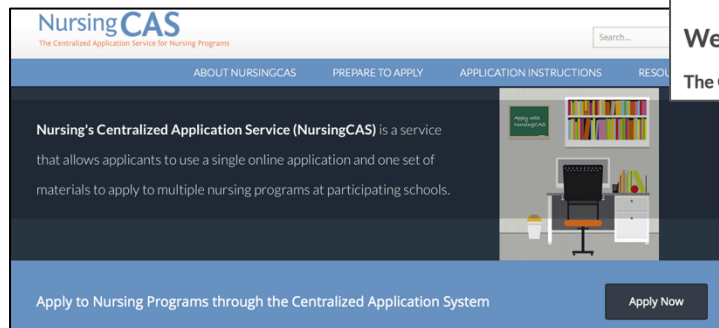 NursingCAS
The Centralized Application Service for Nursing Programs
Search...
We
The
ABOUT NURSINGCAS PREPARE TO APPLY APPLICATION INSTRUCTIONS RESOU
Apply with
NursingCAS
Nursing's Centralized Application Service (NursingCAS) is a service
that allows applicants to use a single online application and one set of
materials to apply to multiple nursing programs at participating schools.
Apply to Nursing Programs through the Centralized Application System
Apply Now